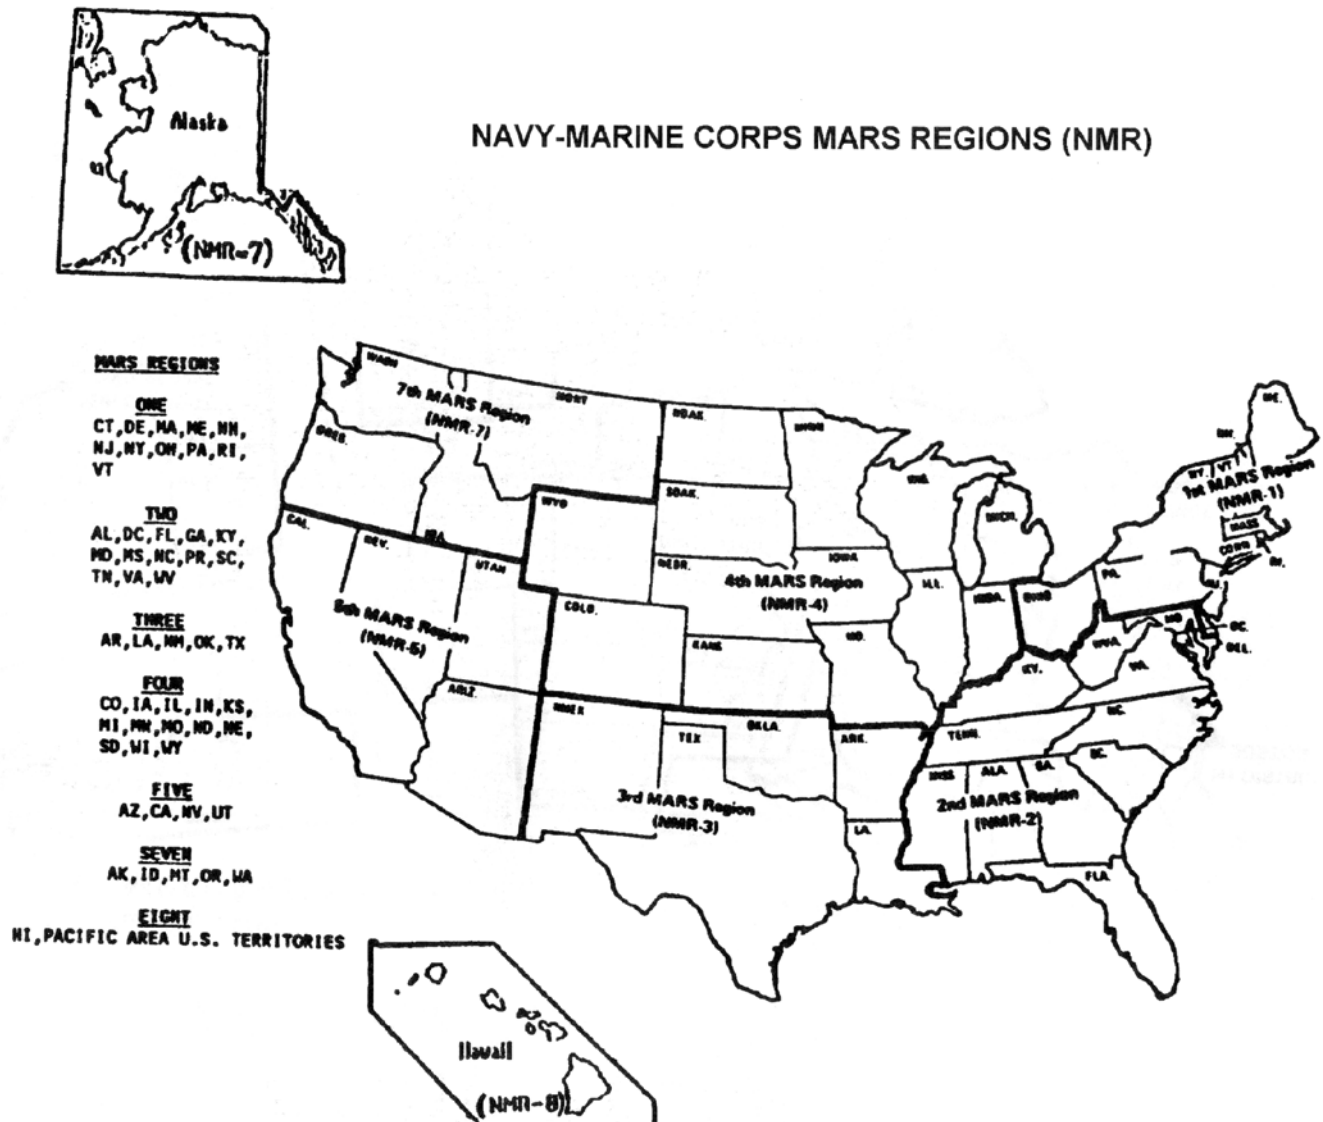 Alaska
(NMR-7)
NAVY-MARINE CORPS MARS REGIONS (NMR)
MARS REGIONS
ONE
CT,DE,MA,ME,NH,
NJ,NY,OH,PA,RI,
VT
TWO
AL,DC,FL,GA,KY,
MD,MS,NC,PR,SC,
TN,VA,WV
THREE
AR,LA,NM,OK,TX
FOUR
CO,IA,IL,IN,KS,
MI,MN,MO,ND,NE,
SD,WI,WY
FIVE
AZ,CA,NV,UT
SEVEN
AK,ID,MT,OR,WA
EIGHT
HI,PACIFIC AREA U.S. TERRITORIES
WASH
MONT
7th MARS Region
(NMR-7)
OREG.
IDA.
NDAK.
MINN
SDAK.
WIS.
MICH.
WYO
NEBR.
IOWA
4th MARS Region
(NMR-4)
ILL.
INDA.
OHIO
COLO.
KANS
MO.
CAL.
NEV.
UTAH
5th MARS Region
(NMR-5)
ARIZ.
NMEX
TEX
OKLA.
ARK.
3rd MARS Region
(NMR-3)
LA.
ME.
NH.
NY.
VT
1st MARS Region
(NMR-1)
MASS
CONN
RI.
PA.
NJ.
MD
DC.
DEL.
WVA.
VA.
KY.
TENN.
NC.
SC.
MISS
ALA.
GA.
2nd MARS Region
(NMR-2)
FLA.
Hawaii
(NMR-8)